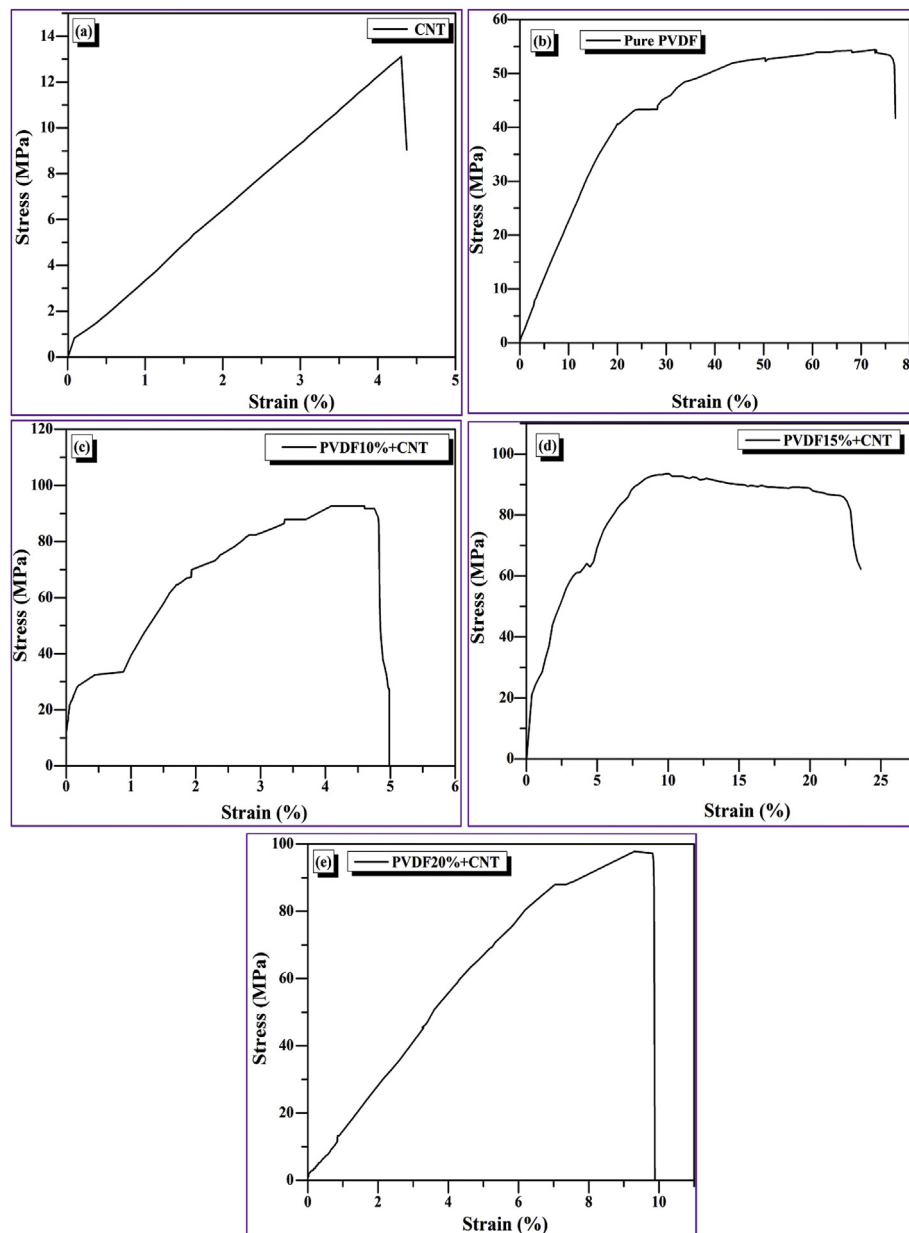 (a)
CNT
Stress (MPa)
14
12
10
8
6
4
2
0
0 1 2 3 4 5
Strain (%)
(b)
Pure PVDF
Stress (MPa)
60
50
40
30
20
10
0
0 10 20 30 40 50 60 70 80
Strain (%)
(c)
PVDF10%+CNT
Stress (MPa)
120
100
80
60
40
20
0
0 1 2 3 4 5 6
Strain (%)
(d)
PVDF15%+CNT
Stress (MPa)
100
80
60
40
20
0
0 5 10 15 20 25
Strain (%)
(e)
PVDF20%+CNT
Stress (MPa)
100
80
60
40
20
0
0 2 4 6 8 10
Strain (%)